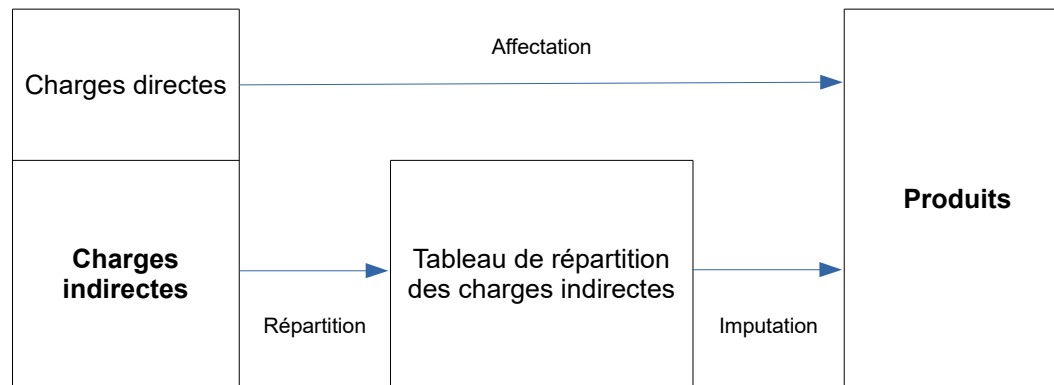 Affectation
Charges directes
Produits
Charges
indirectes
Tableau de répartition
des charges indirectes
Répartition
Imputation